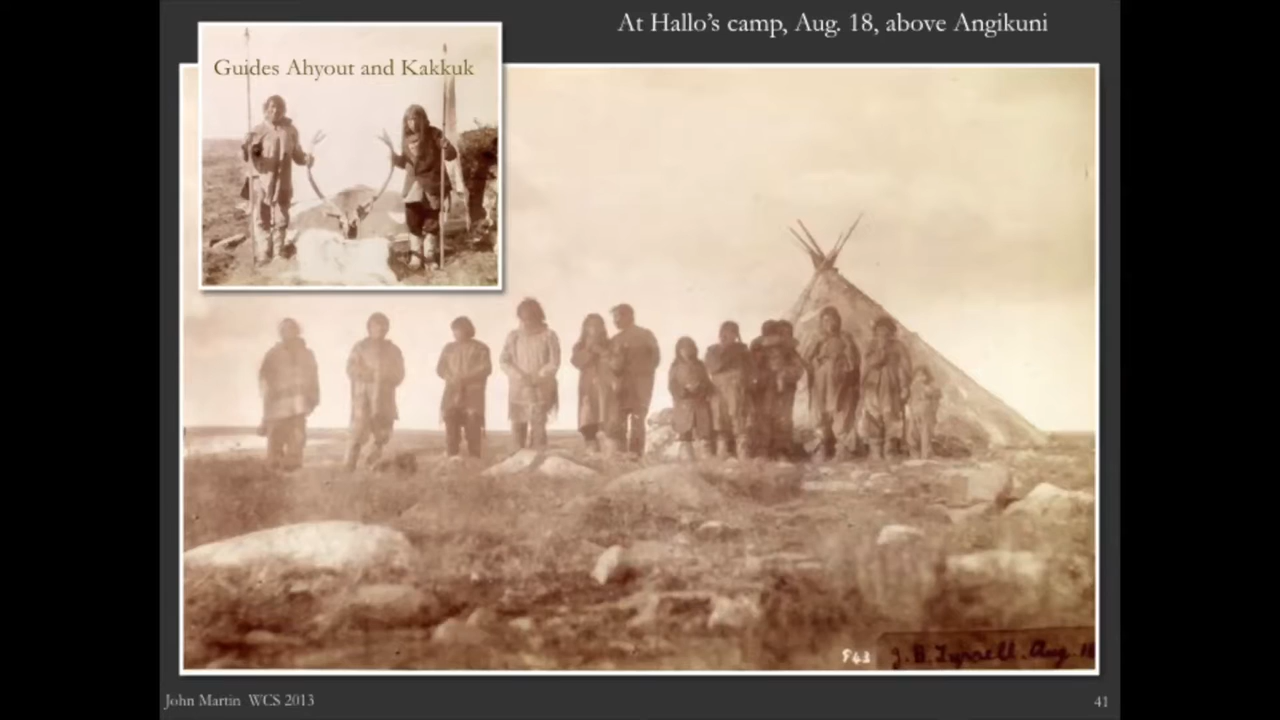 At Hallo's camp, Aug. 18, above Angikuni
Guides Ahyout and Kakkuk
J. B. Tyrrell. Aug. 18
John Martin WCS 2013
41